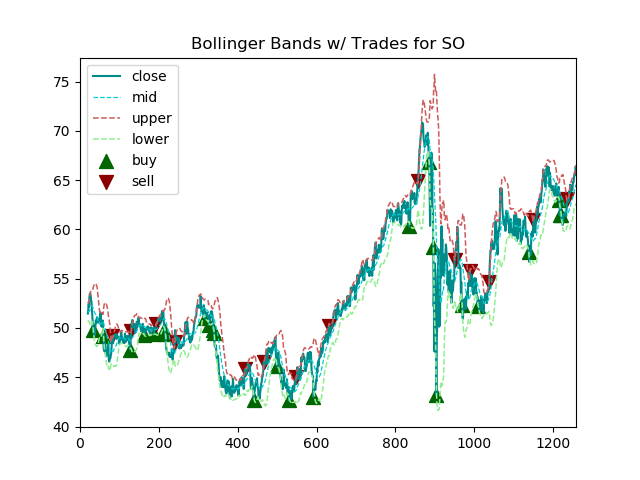 Bollinger Bands w/ Trades for SO
close
mid
upper
lower
buy
sell
75
70
65
60
55
50
45
40
0 200 400 600 800 1000 1200